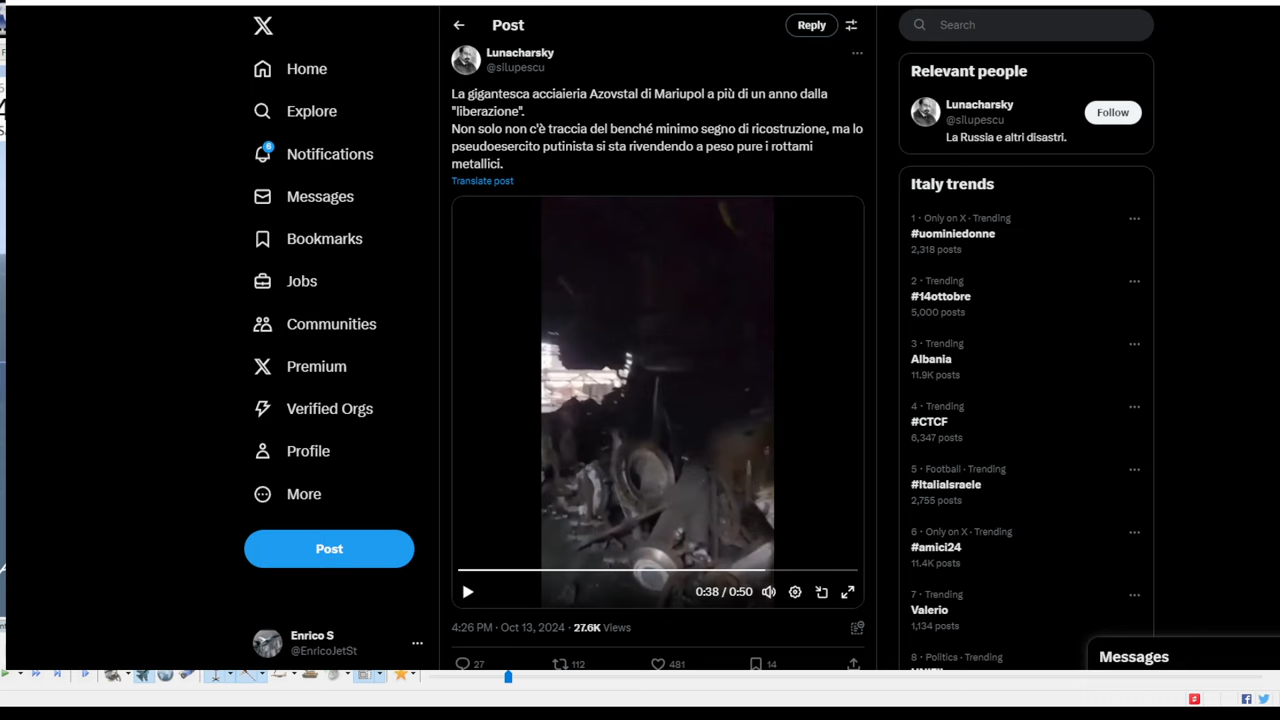 Home
Explore
6
Notifications
Messages
Bookmarks
Jobs
Communities
Premium
Verified Orgs
Profile
More
Post
Enrico S
@EnricoJetSt
Post
Reply
Lunacharsky
@silupescu
La gigantesca acciaieria Azovstal di Mariupol a più di un anno dalla
"liberazione".
Non solo non c'è traccia del benché minimo segno di ricostruzione, ma lo
pseudoesercito putinista si sta rivendendo a peso pure i rottami
metallici.
Translate post
0:38 / 0:50
4:26 PM · Oct 13, 2024 · 27.6K Views
27 112 481 14
Search
Relevant people
Lunacharsky
@silupescu
Follow
La Russia e altri disastri.
Italy trends
1 · Only on X · Trending
#uominiedonne
2,318 posts
2 · Trending
#14ottobre
5,000 posts
3 · Trending
Albania
11.9K posts
4 · Trending
#CTCF
6,347 posts
5 · Football · Trending
#ItaliaIsraele
2,755 posts
6 · Only on X · Trending
#amici24
11.4K posts
7 · Trending
Valerio
1,134 posts
8 · Politics · Trending
Messages